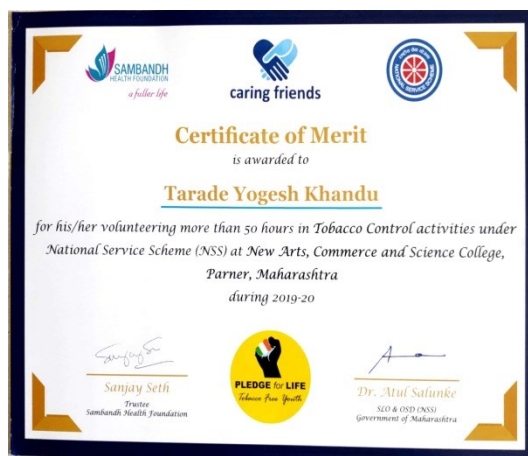 SAMBANDH
HEALTH FOUNDATION
a fuller life
caring friends
NATIONAL SERVICE SCHEME
Certificate of Merit
is awarded to
Tarade Yogesh Khandu
for his/her volunteering more than 50 hours in Tobacco Control activities under
National Service Scheme (NSS) at New Arts, Commerce and Science College,
Parner, Maharashtra
during 2019-20
Sanjay Seth
Trustee
Sambandh Health Foundation
PLEDGE for LIFE
Tobacco Free Youth
Dr. Atul Salunke
SLO & OSD (NSS)
Government of Maharashtra